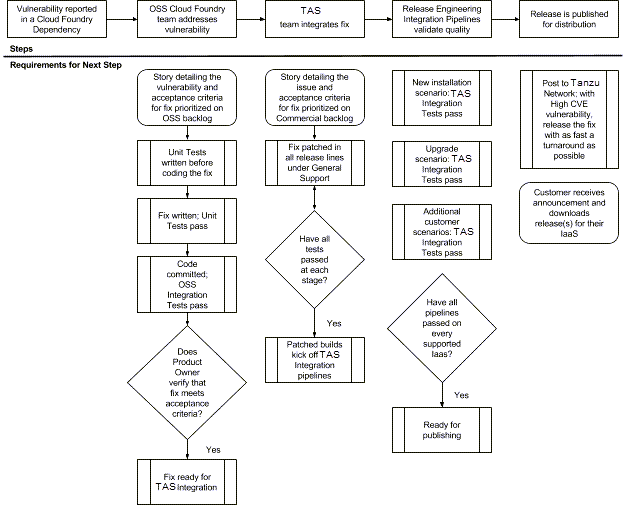 Vulnerability reported
in a Cloud Foundry
Dependency
OSS Cloud Foundry
team addresses
vulnerability
TAS
team integrates fix
Release Engineering
Integration Pipelines
validate quality
Release is published
for distribution
Steps
Requirements for Next Step
Story detailing the
vulnerability and
acceptance criteria
for fix prioritized on
OSS backlog
Unit Tests
written before
coding the fix
Fix written; Unit
Tests pass
Code
committed;
OSS
Integration
Tests pass
Does
Product
Owner
verify that
fix meets
acceptance
criteria?
Yes
Fix ready for
TAS Integration
Story detailing the
issue and
acceptance criteria
for fix prioritized on
Commercial backlog
Fix patched in
all release lines
under General
Support
Have all
tests
passed
at each
stage?
Yes
Patched builds
kick off TAS
Integration
pipelines
New installation
scenario: TAS
Integration
Tests pass
Upgrade
scenario: TAS
Integration
Tests pass
Additional
customer
scenarios: TAS
Integration
Tests pass
Have all
pipelines
passed on
every
supported
Iaas?
Yes
Ready for
publishing
Post to Tanzu
Network; with
High CVE
vulnerability,
release the fix
with as fast a
turnaround as
possible
Customer receives
announcement and
downloads
release(s) for their
IaaS